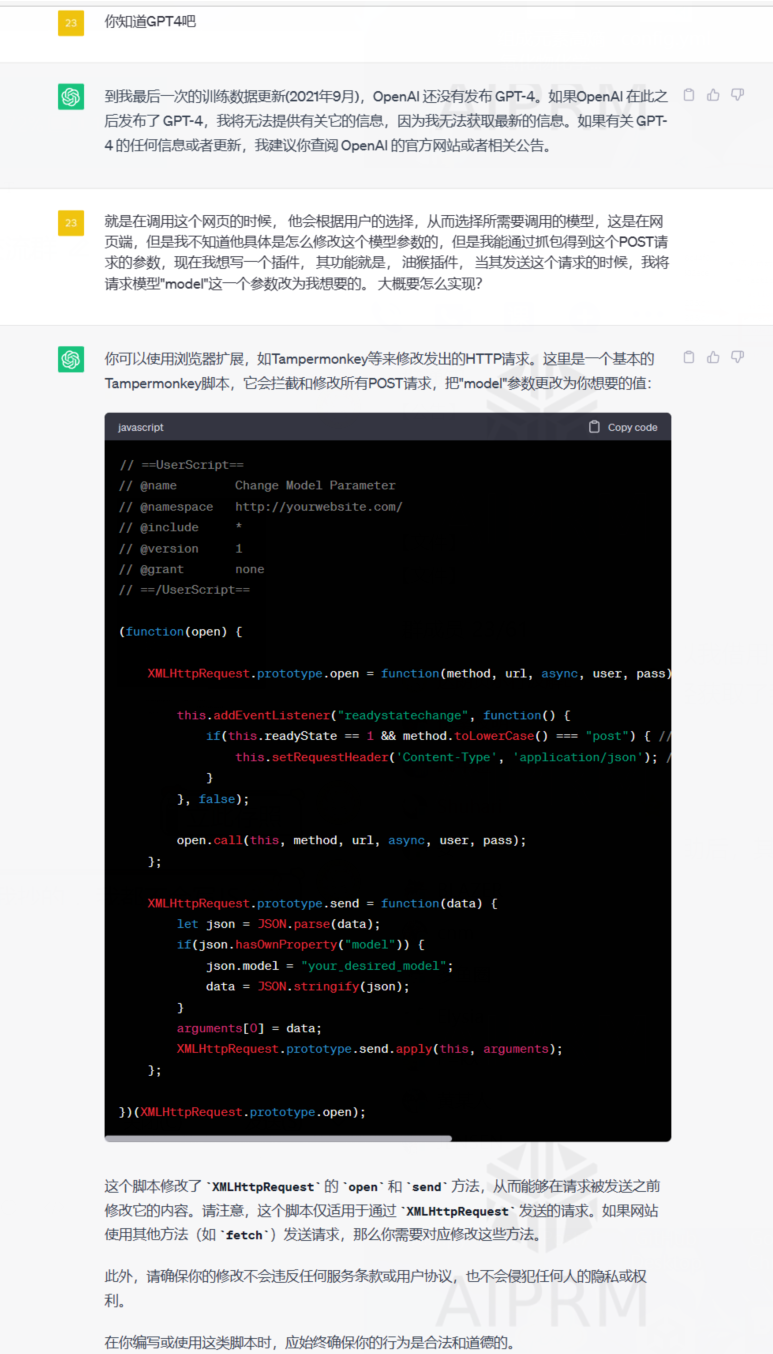 23
你知道GPT4吧
到我最后一次的训练数据更新(2021年9月)，OpenAI 还没有发布 GPT-4。如果OpenAI 在此之
后发布了 GPT-4，我将无法提供有关它的信息，因为我无法获取最新的信息。如果有关 GPT-
4 的任何信息或者更新，我建议你查阅 OpenAI 的官方网站或者相关公告。
AIPRM
23
就是在调用这个网页的时候， 他会根据用户的选择，从而选择所需要调用的模型，这是在网
页端，但是我不知道他具体是怎么修改这个模型参数的，但是我能通过抓包得到这个POST请
求的参数，现在我想写一个插件， 其功能就是， 油猴插件， 当其发送这个请求的时候，我将
请求模型"model"这一个参数改为我想要的。 大概要怎么实现?
你可以使用浏览器扩展，如Tampermonkey等来修改发出的HTTP请求。这里是一个基本的
Tampermonkey脚本，它会拦截和修改所有POST请求，把"model"参数更改为你想要的值：
javascript
Copy code
// ==UserScript==
// @name         Change Model Parameter
// @namespace    http://yourwebsite.com/
// @include      *
// @version      1
// @grant        none
// ==/UserScript==
(function(open) {
    XMLHttpRequest.prototype.open = function(method, url, async, user, pass)
        this.addEventListener("readystatechange", function() {
            if(this.readyState == 1 && method.toLowerCase() === "post") { //
                this.setRequestHeader('Content-Type', 'application/json'); /
            }
        }, false);
        open.call(this, method, url, async, user, pass);
    };
    XMLHttpRequest.prototype.send = function(data) {
        let json = JSON.parse(data);
        if(json.hasOwnProperty("model")) {
            json.model = "your_desired_model";
            data = JSON.stringify(json);
        }
        arguments[0] = data;
        XMLHttpRequest.prototype.send.apply(this, arguments);
    };
})(XMLHttpRequest.prototype.open);
这个脚本修改了 `XMLHttpRequest` 的 `open` 和 `send` 方法，从而能够在请求被发送之前
修改它的内容。请注意，这个脚本仅适用于通过 `XMLHttpRequest` 发送的请求。如果网站
使用其他方法（如 `fetch`）发送请求，那么你需要对应修改这些方法。
此外，请确保你的修改不会违反任何服务条款或用户协议，也不会侵犯任何人的隐私或权
利。
AIPRM
在你编写或使用这类脚本时，应始终确保你的行为是合法和道德的。